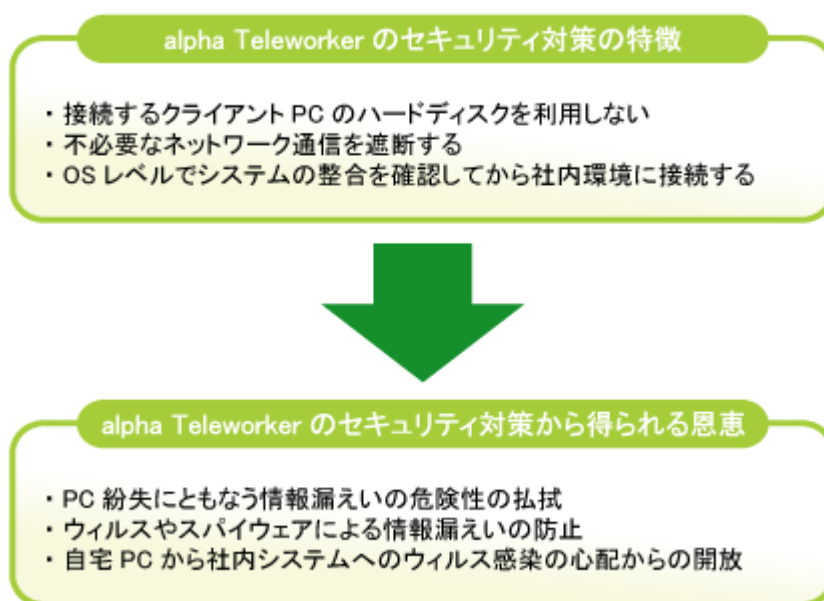 alpha Teleworker のセキュリティ対策の特徴
・接続するクライアント PC のハードディスクを利用しない
・不必要なネットワーク通信を遮断する
・OS レベルでシステムの整合を確認してから社内環境に接続する
alpha Teleworker のセキュリティ対策から得られる恩恵
・PC 紛失にともなう情報漏えいの危険性の払拭
・ウィルスやスパイウェアによる情報漏えいの防止
・自宅 PC から社内システムへのウィルス感染の心配からの開放